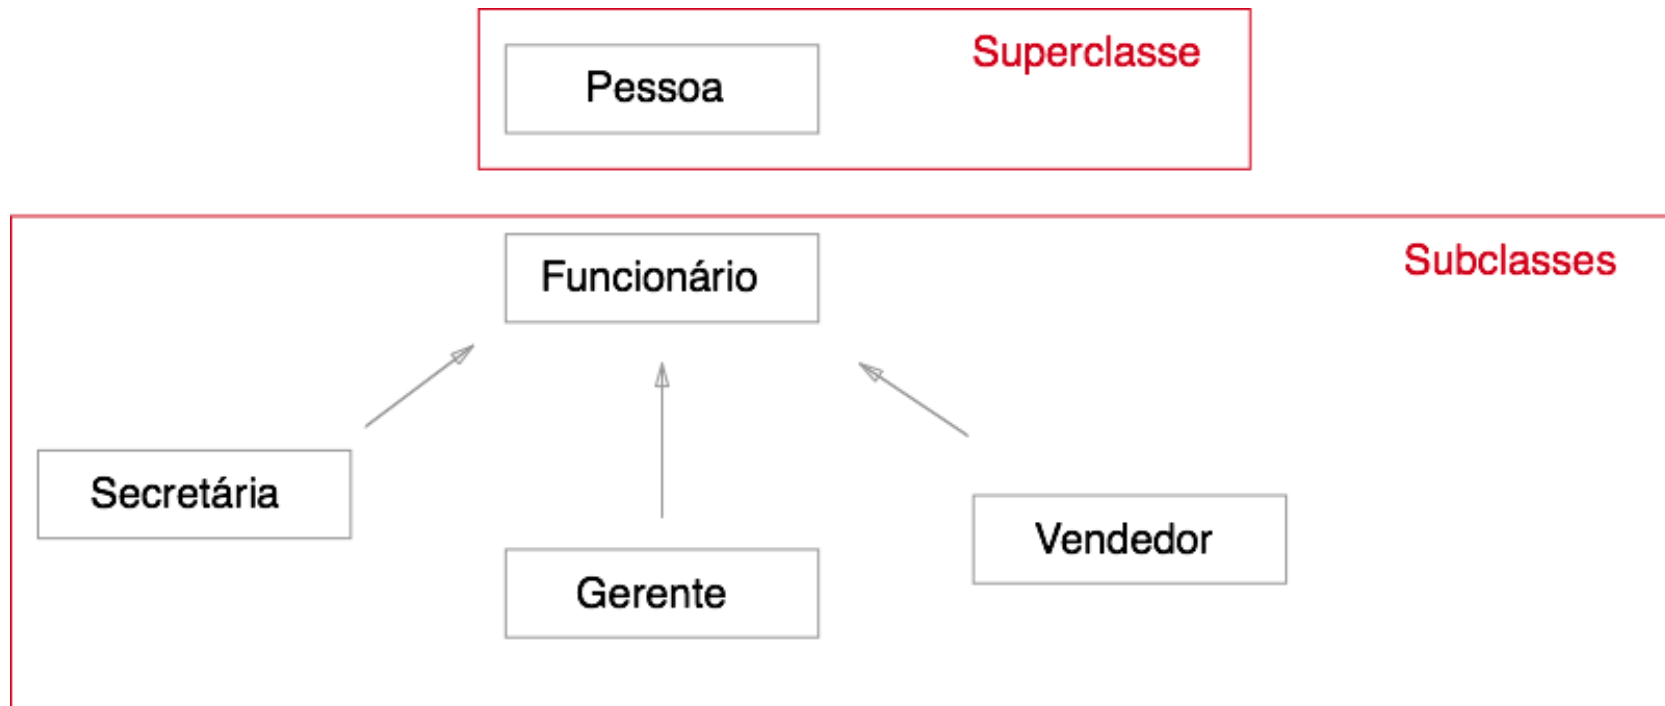 Superclasse
Pessoa
Subclasses
Funcionário
Secretária
Vendedor
Gerente